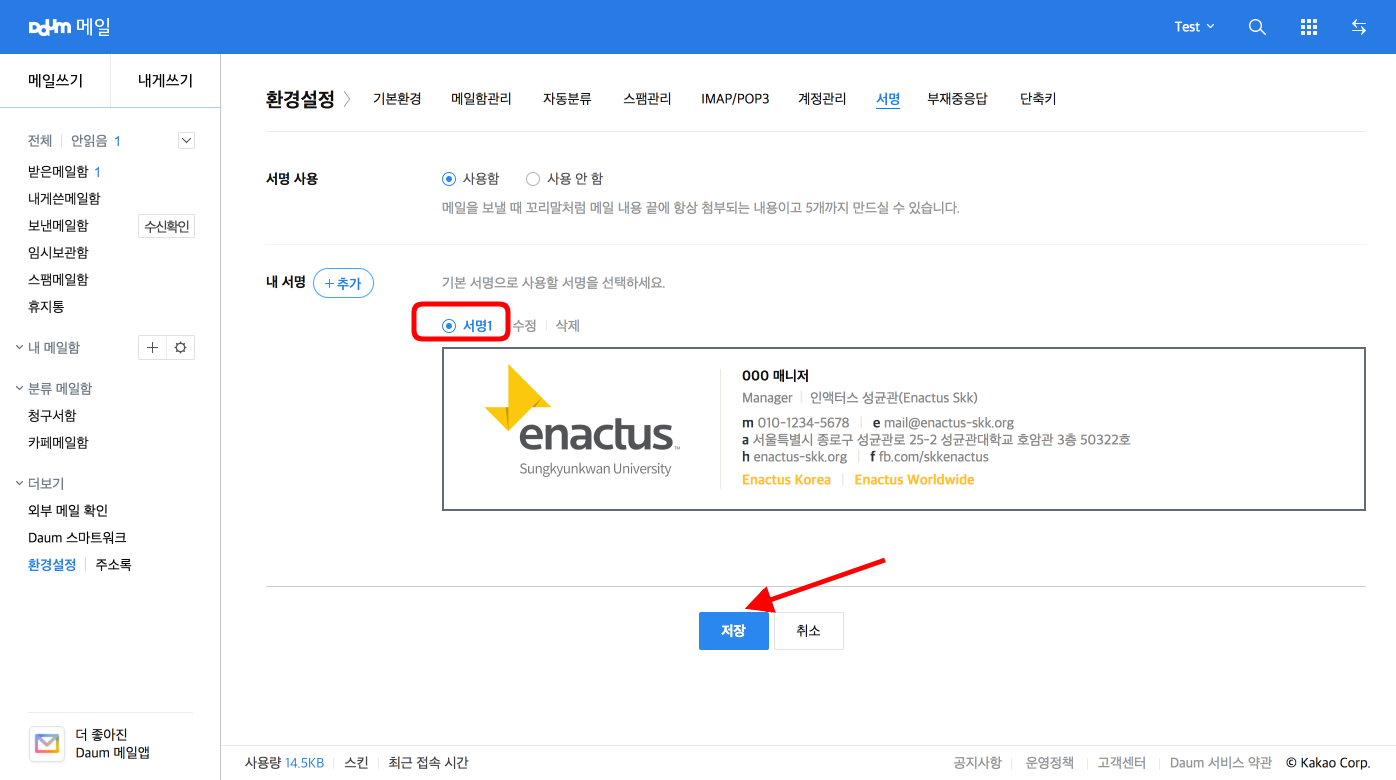 Daum 메일
Test
메일쓰기 내게쓰기
전체 안읽음 1
받은메일함 1
내게쓴메일함
보낸메일함 수신확인
임시보관함
스팸메일함
휴지통
내 메일함
분류 메일함
청구서함
카페메일함
더보기
외부 메일 확인
Daum 스마트워크
환경설정 주소록
더 좋아진
Daum 메일앱
환경설정 기본환경 메일함관리 자동분류 스팸관리 IMAP/POP3 계정관리 서명 부재중응답 단축키
서명 사용 사용함 사용 안 함
메일을 보낼 때 꼬리말처럼 메일 내용 끝에 항상 첨부되는 내용이고 5개까지 만드실 수 있습니다.
내 서명 +추가 기본 서명으로 사용할 서명을 선택하세요.
서명1 수정 삭제
enactus™
Sungkyunkwan University
000 매니저
Manager 인액터스 성균관(Enactus Skk)
m 010-1234-5678 e mail@enactus-skk.org
a 서울특별시 종로구 성균관로 25-2 성균관대학교 호암관 3층 50322호
h enactus-skk.org f fb.com/skkenactus
Enactus Korea Enactus Worldwide
저장 취소
사용량 14.5KB 스킨 최근 접속 시간 공지사항 운영정책 고객센터 Daum 서비스 약관 © Kakao Corp.